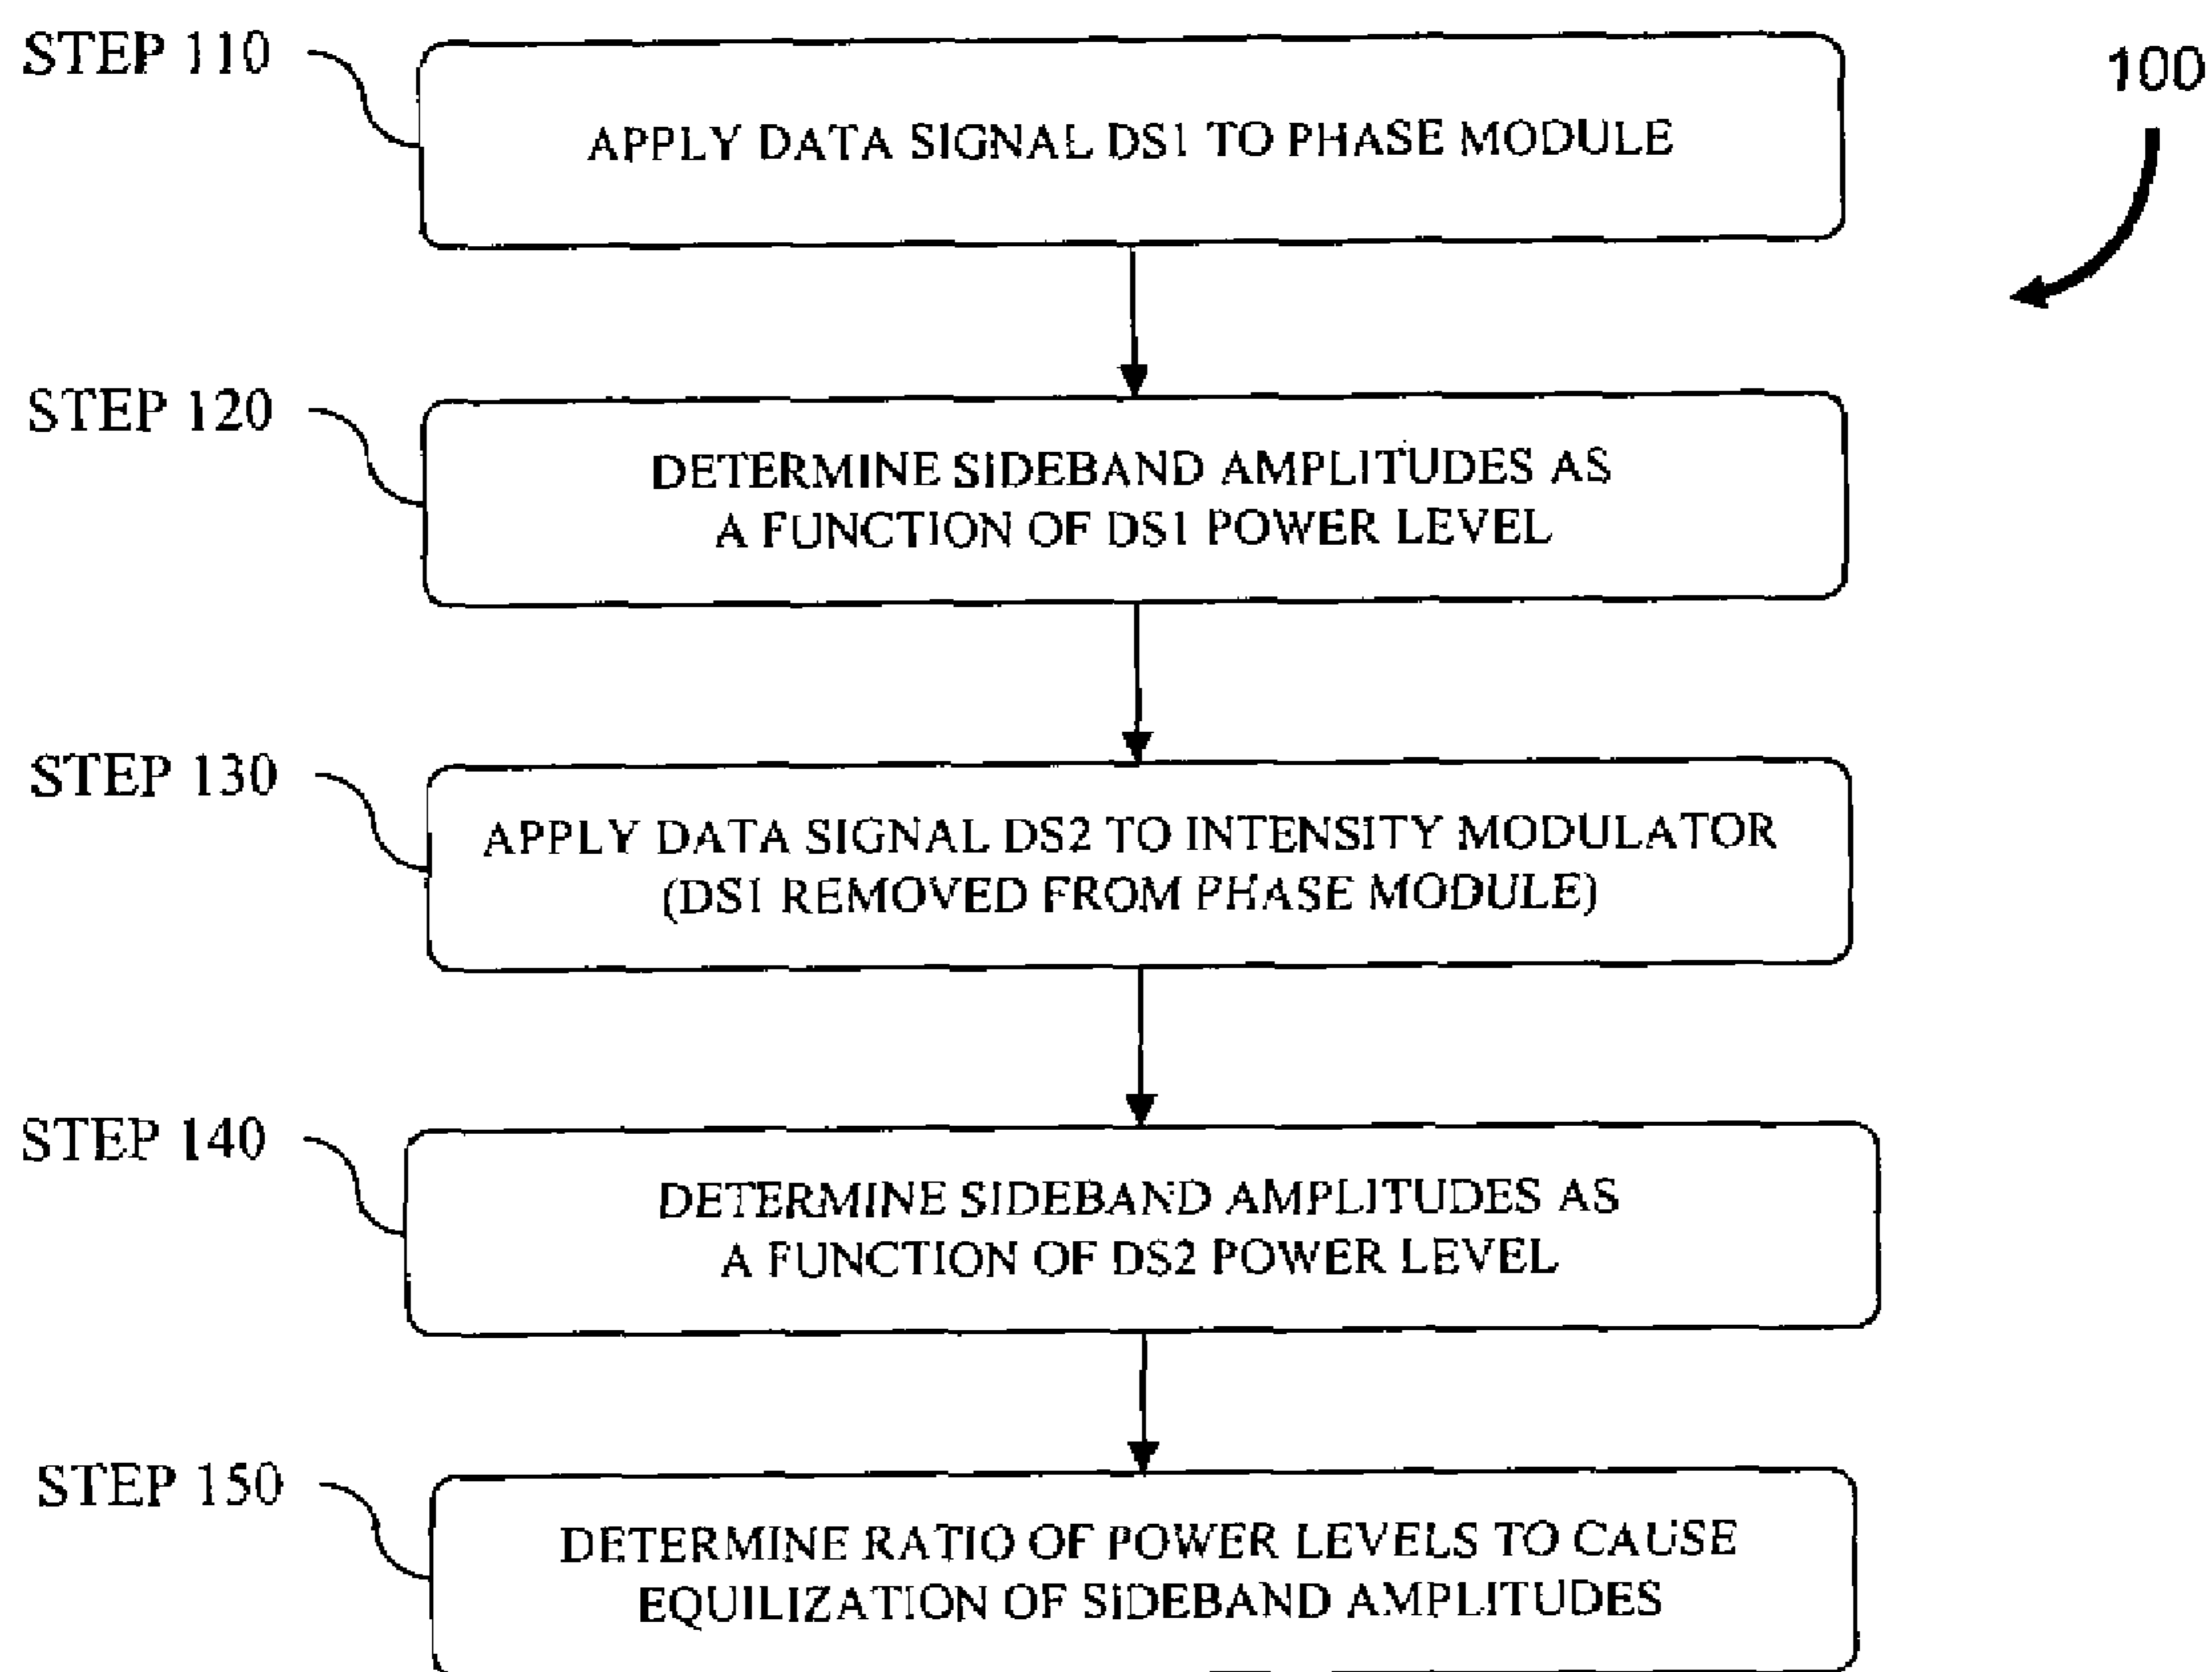 STEP 110
APPLY DATA SIGNAL DS1 TO PHASE MODULE
100
STEP 120
DETERMINE SIDEBAND AMPLITUDES AS
A FUNCTION OF DS1 POWER LEVEL
STEP 130
APPLY DATA SIGNAL DS2 TO INTENSITY MODULATOR
(DS1 REMOVED FROM PHASE MODULE)
STEP 140
DETERMINE SIDEBAND AMPLITUDES AS
A FUNCTION OF DS2 POWER LEVEL
STEP 150
DETERMINE RATIO OF POWER LEVELS TO CAUSE
EQUILIZATION OF SIDEBAND AMPLITUDES